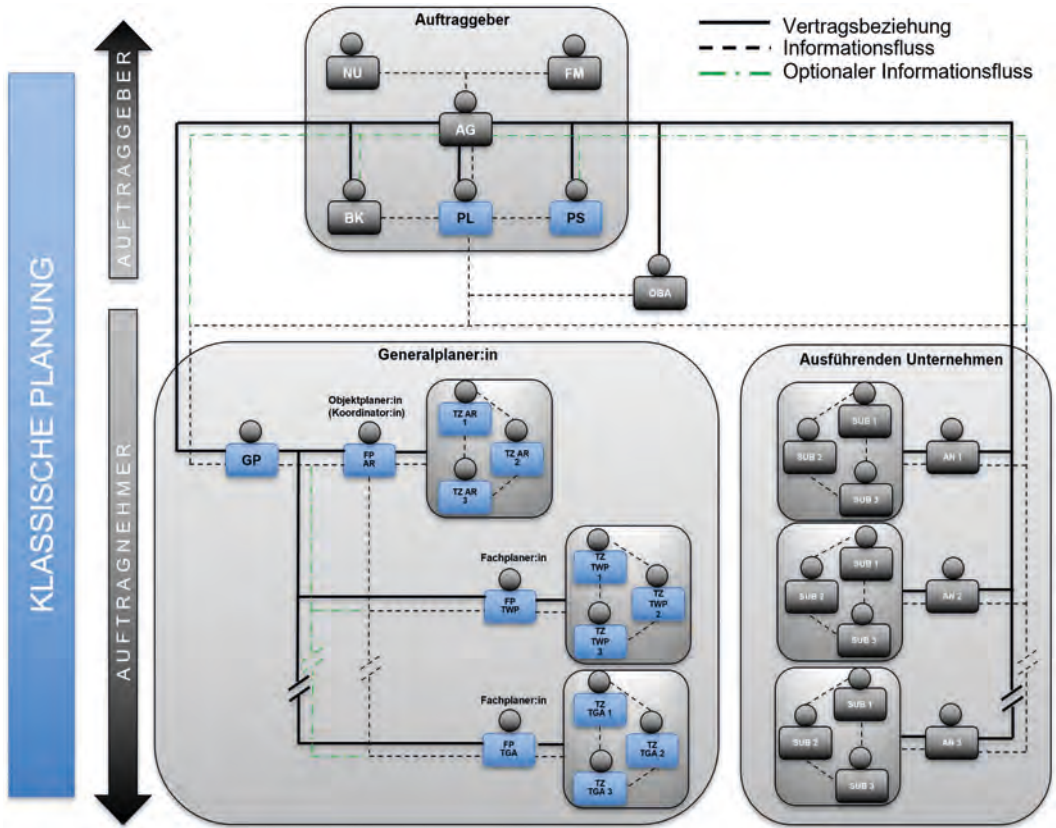 Auftraggeber
Vertragsbeziehung
Informationsfluss
Optionaler Informationsfluss
KLASSISCHE PLANUNG
AUFTRAGGEBER
AUFTRAGNEHMER
NU
FM
AG
BK
PL
PS
ÖBA
Generalplaner:in
Objektplaner:in
(Koordinator:in)
GP
FP
AR
TZ AR
1
TZ AR
2
TZ AR
3
Fachplaner:in
FP
TWP
TZ
TWP
1
TZ
TWP
2
TZ
TWP
3
Fachplaner:in
FP
TGA
TZ
TGA 1
TZ
TGA 2
TZ
TGA 3
Ausführenden Unternehmen
SUB 1
SUB 2
SUB 3
AN 1
SUB 1
SUB 2
SUB 3
AN 2
SUB 1
SUB 2
SUB 3
AN 3